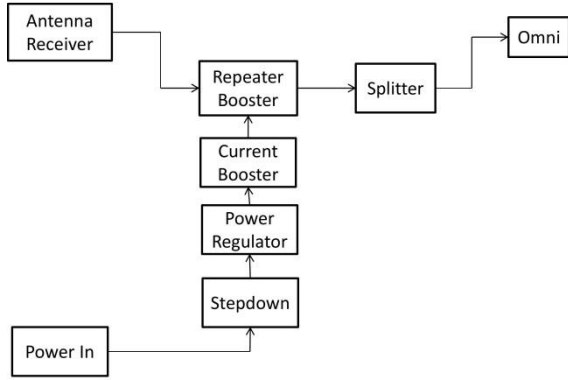 Antenna
Receiver
Omni
Repeater
Booster
Splitter
Current
Booster
Power
Regulator
Stepdown
Power In